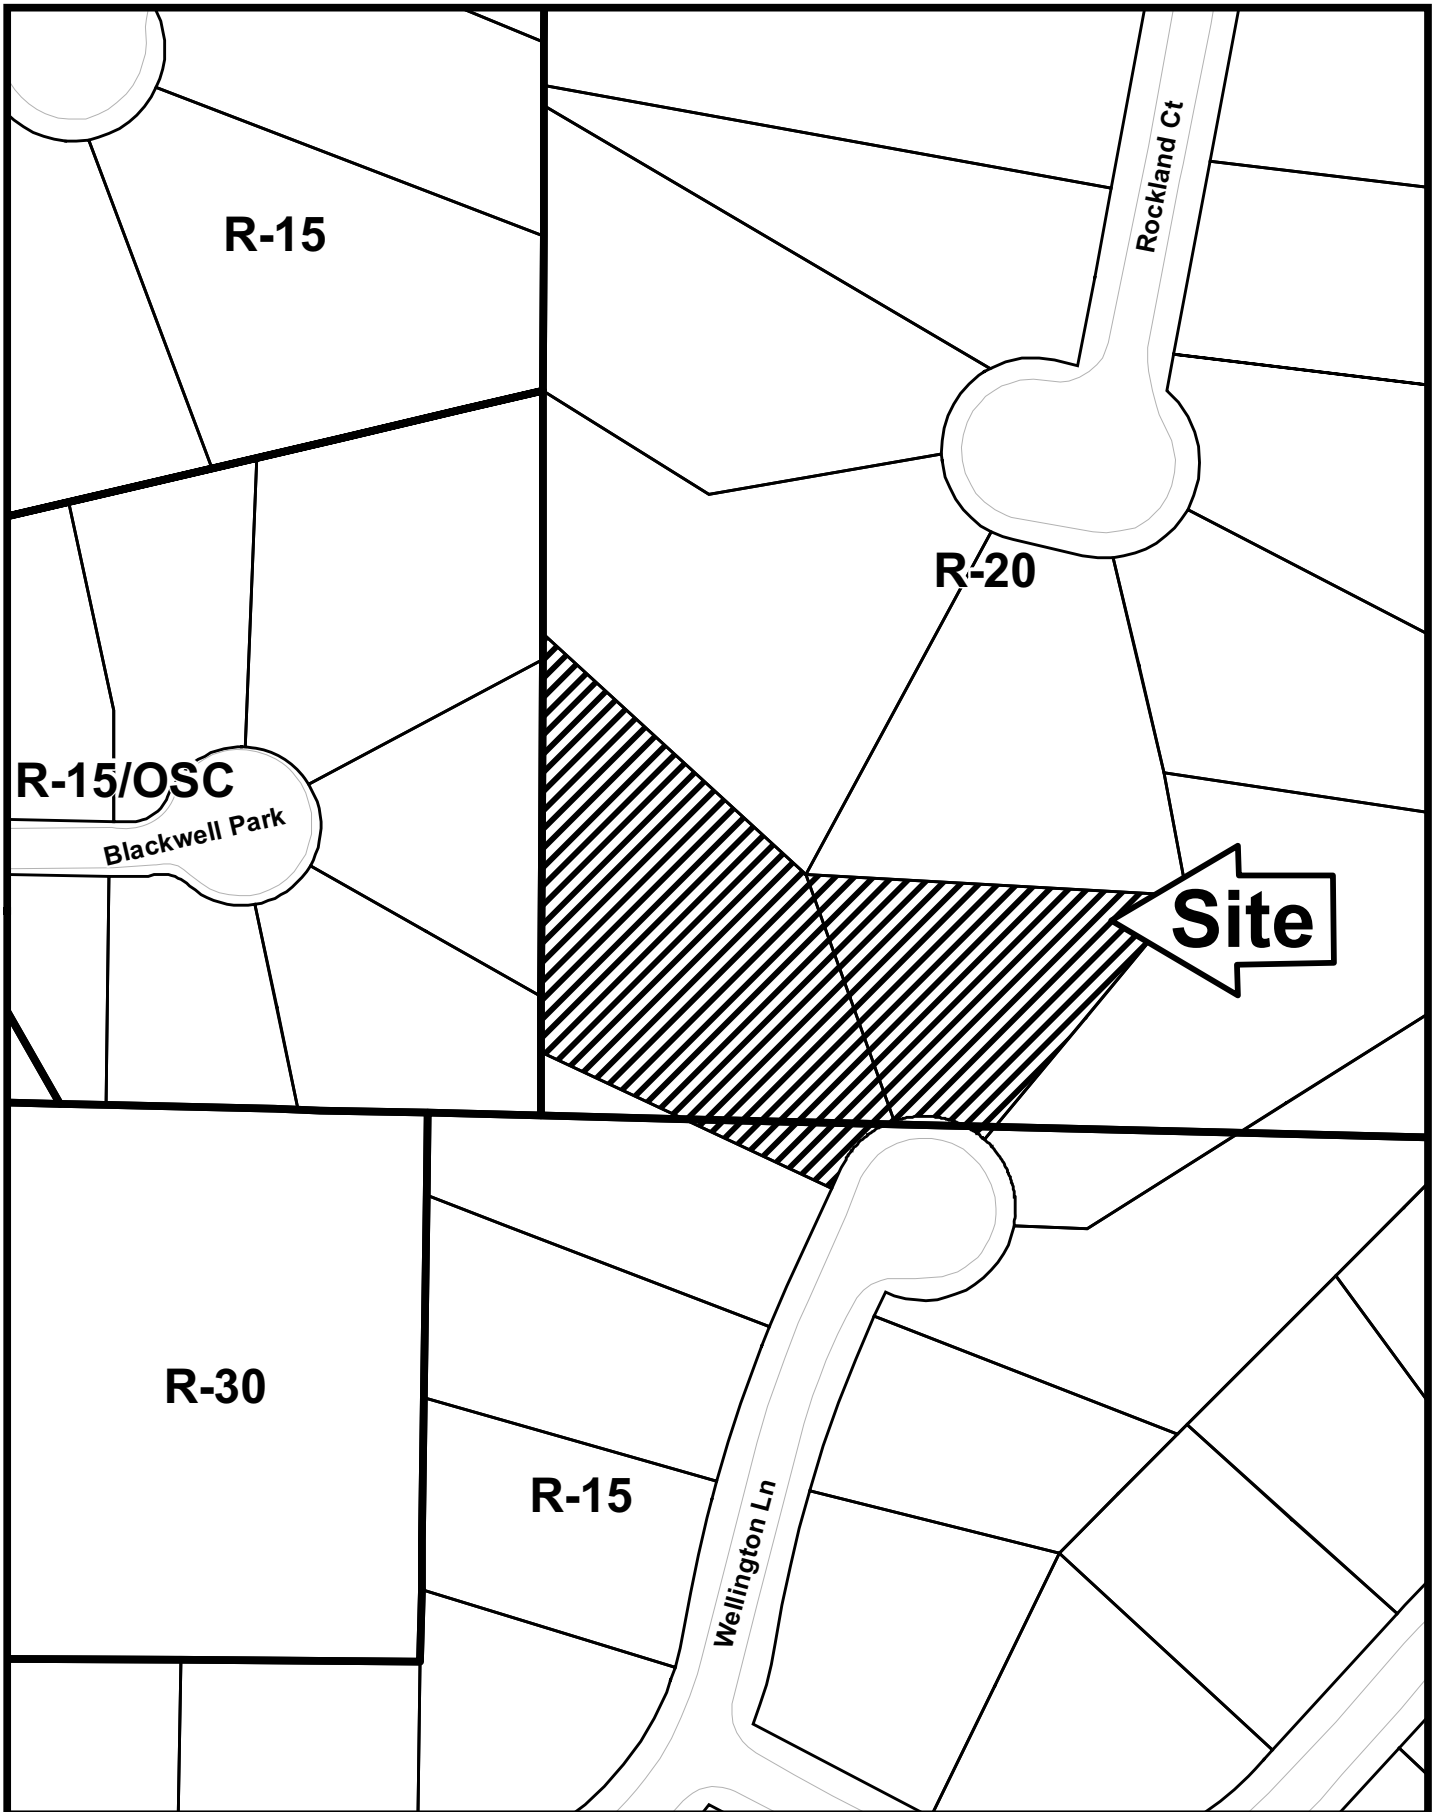 Rockland Ct
R-15
R-20
R-15/OSC
Blackwell Park
Site
R-30
R-15
Wellington Ln